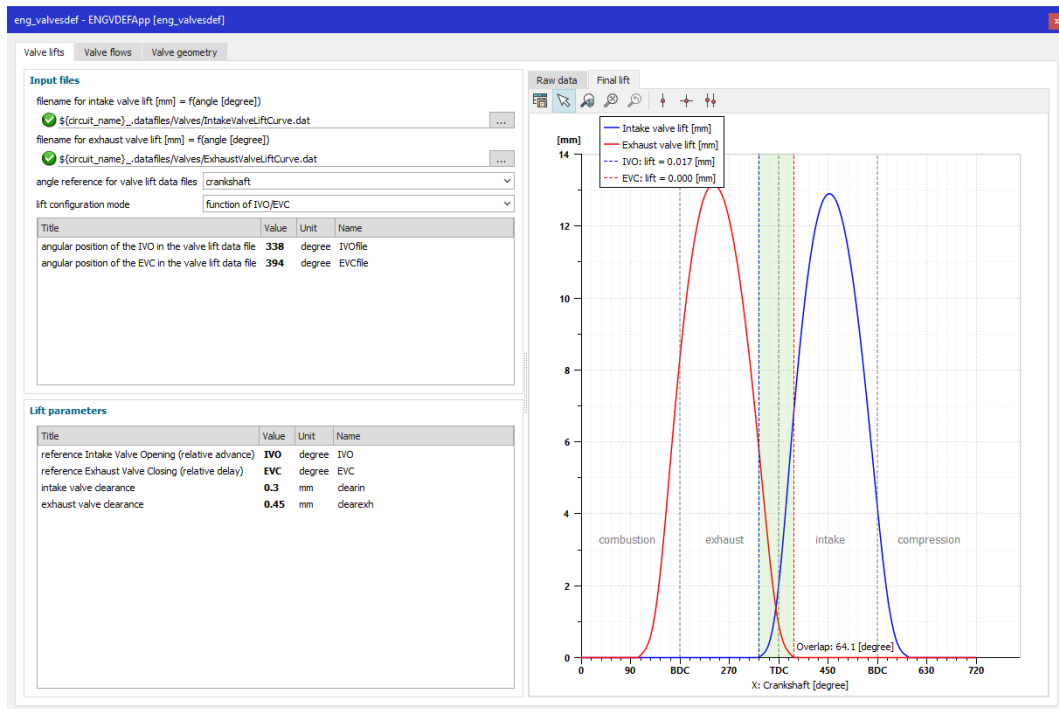 eng_valvesdef - ENGVDEFApp [eng_valvesdef]
x
Valve lifts Valve flows Valve geometry
Input files
filename for intake valve lift [mm] = f(angle [degree])
${circuit_name}_.datafiles/Valves/IntakeValveLiftCurve.dat ...
filename for exhaust valve lift [mm] = f(angle [degree])
${circuit_name}_.datafiles/Valves/ExhaustValveLiftCurve.dat ...
angle reference for valve lift data files crankshaft
lift configuration mode function of IVO/EVC
Title Value Unit Name
angular position of the IVO in the valve lift data file 338 degree IVOfile
angular position of the EVC in the valve lift data file 394 degree EVCfile
Lift parameters
Title Value Unit Name
reference Intake Valve Opening (relative advance) IVO degree IVO
reference Exhaust Valve Closing (relative delay) EVC degree EVC
intake valve clearance 0.3 mm clearin
exhaust valve clearance 0.45 mm clearexh
Raw data Final lift
Intake valve lift [mm]
Exhaust valve lift [mm]
IVO: lift = 0.017 [mm]
EVC: lift = 0.000 [mm]
[mm]
14
12
10
8
6
4
2
0
combustion exhaust intake compression
Overlap: 64.1 [degree]
0 90 BDC 270 TDC 450 BDC 630 720
X: Crankshaft [degree]